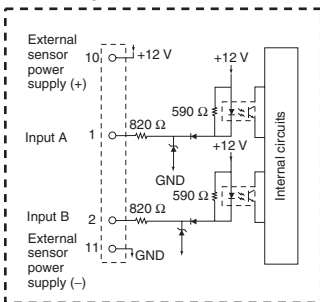 External
sensor
power
supply (+)
10
+12 V
+12 V
590 Ω
820 Ω
Input A
1
+12 V
GND
590 Ω
820 Ω
Input B
2
External
sensor
power
supply (−)
11
GND
Internal circuits